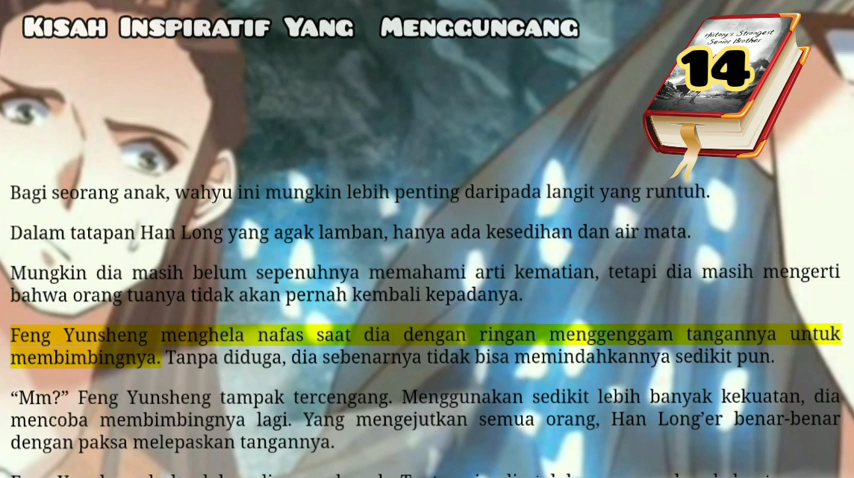 Kisah Inspiratif Yang Mengguncang
History's Strangest
Senior Brother
14
Bagi seorang anak, wahyu ini mungkin lebih penting daripada langit yang runtuh.
Dalam tatapan Han Long yang agak lamban, hanya ada kesedihan dan air mata.
Mungkin dia masih belum sepenuhnya memahami arti kematian, tetapi dia masih mengerti
bahwa orang tuanya tidak akan pernah kembali kepadanya.
Feng Yunsheng menghela nafas saat dia dengan ringan menggenggam tangannya untuk
membimbingnya. Tanpa diduga, dia sebenarnya tidak bisa memindahkannya sedikit pun.
“Mm?” Feng Yunsheng tampak tercengang. Menggunakan sedikit lebih banyak kekuatan, dia
mencoba membimbingnya lagi. Yang mengejutkan semua orang, Han Long’er benar-benar
dengan paksa melepaskan tangannya.